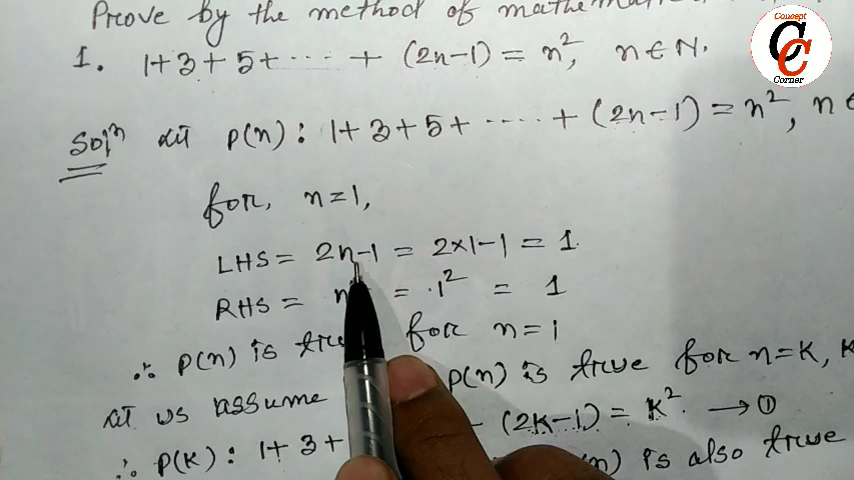 Prove by the method of
1. 1+3+5+ ···· + (2n-1) = n², n ∈ N.
Concept
CC
Corner
Solⁿ let P(n): 1+3+5+ ····· + (2n-1) = n², n ∈
for, n=1,
LHS = 2n-1 = 2×1-1 = 1.
RHS = n = 1² = 1
∴ P(n) is for n=1
let us assume P(n) is true for n=K, K
∴ P(K): 1+3+ (2K-1) = K². → ①
is also true